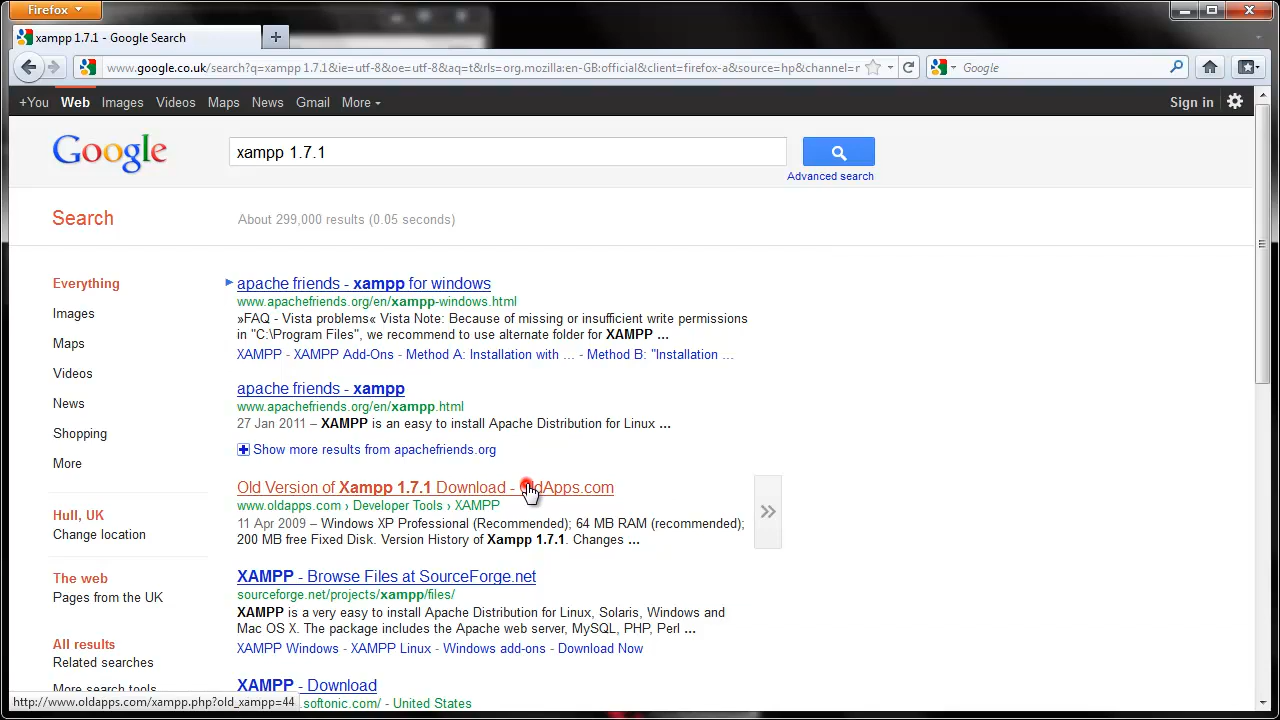 Firefox
xampp 1.7.1 - Google Search
www.google.co.uk/search?q=xampp 1.7.1&ie=utf-8&oe=utf-8&aq=t&rls=org.mozilla:en-GB:official&client=firefox-a&source=hp&channel=r
Google
+You Web Images Videos Maps News Gmail More Sign in
Google
xampp 1.7.1
Advanced search
Search
About 299,000 results (0.05 seconds)
Everything
Images
Maps
Videos
News
Shopping
More
Hull, UK
Change location
The web
Pages from the UK
All results
Related searches
More search tools
apache friends - xampp for windows
www.apachefriends.org/en/xampp-windows.html
»FAQ - Vista problems« Vista Note: Because of missing or insufficient write permissions
in "C:\Program Files", we recommend to use alternate folder for XAMPP ...
XAMPP - XAMPP Add-Ons - Method A: Installation with ... - Method B: "Installation ...
apache friends - xampp
www.apachefriends.org/en/xampp.html
27 Jan 2011 – XAMPP is an easy to install Apache Distribution for Linux ...
Show more results from apachefriends.org
Old Version of Xampp 1.7.1 Download - OldApps.com
www.oldapps.com › Developer Tools › XAMPP
11 Apr 2009 – Windows XP Professional (Recommended); 64 MB RAM (recommended);
200 MB free Fixed Disk. Version History of Xampp 1.7.1. Changes ...
XAMPP - Browse Files at SourceForge.net
sourceforge.net/projects/xampp/files/
XAMPP is a very easy to install Apache Distribution for Linux, Solaris, Windows and
Mac OS X. The package includes the Apache web server, MySQL, PHP, Perl ...
XAMPP Windows - XAMPP Linux - Windows add-ons - Download Now
XAMPP - Download
.softonic.com/ - United States
http://www.oldapps.com/xampp.php?old_xampp=44